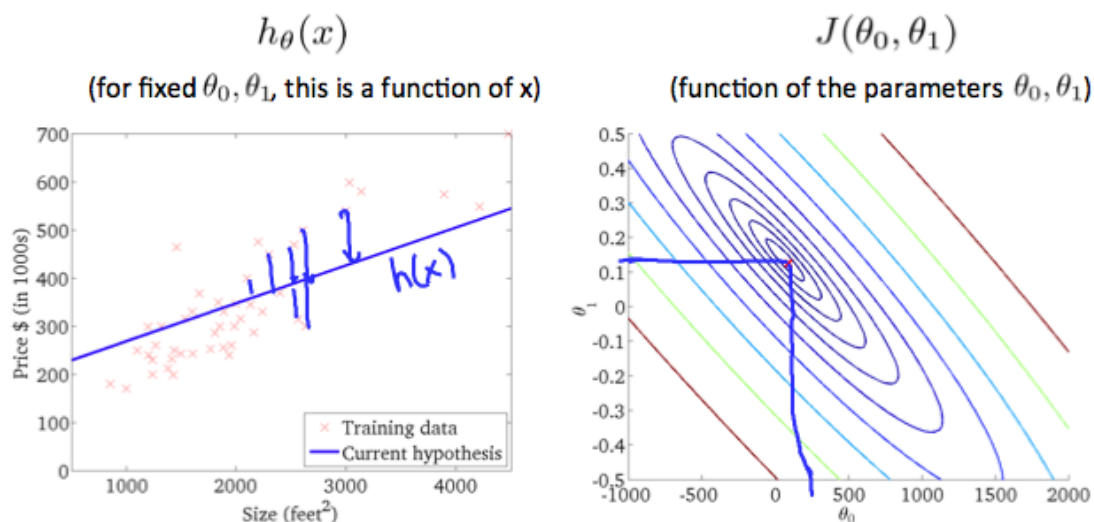 hθ(x)
(for fixed θ0, θ1, this is a function of x)
700
600
500
400
300
200
100
0
Price $ (in 1000s)
1000
2000
3000
4000
Size (feet²)
h(x)
Training data
Current hypothesis
J(θ0, θ1)
(function of the parameters θ0, θ1)
0.5
0.4
0.3
0.2
0.1
0
-0.1
-0.2
-0.3
-0.4
-0.5
θ1
-1000
-500
0
500
1000
1500
2000
θ0